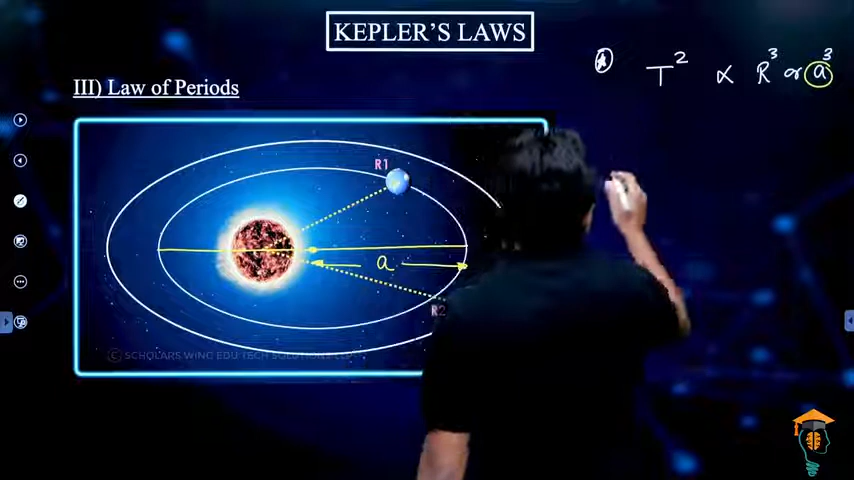 KEPLER'S LAWS
T² ∝ R³ or a³
III) Law of Periods
R1
a
R2
© SCHOLARS WING EDU TECH SOLUTIONS